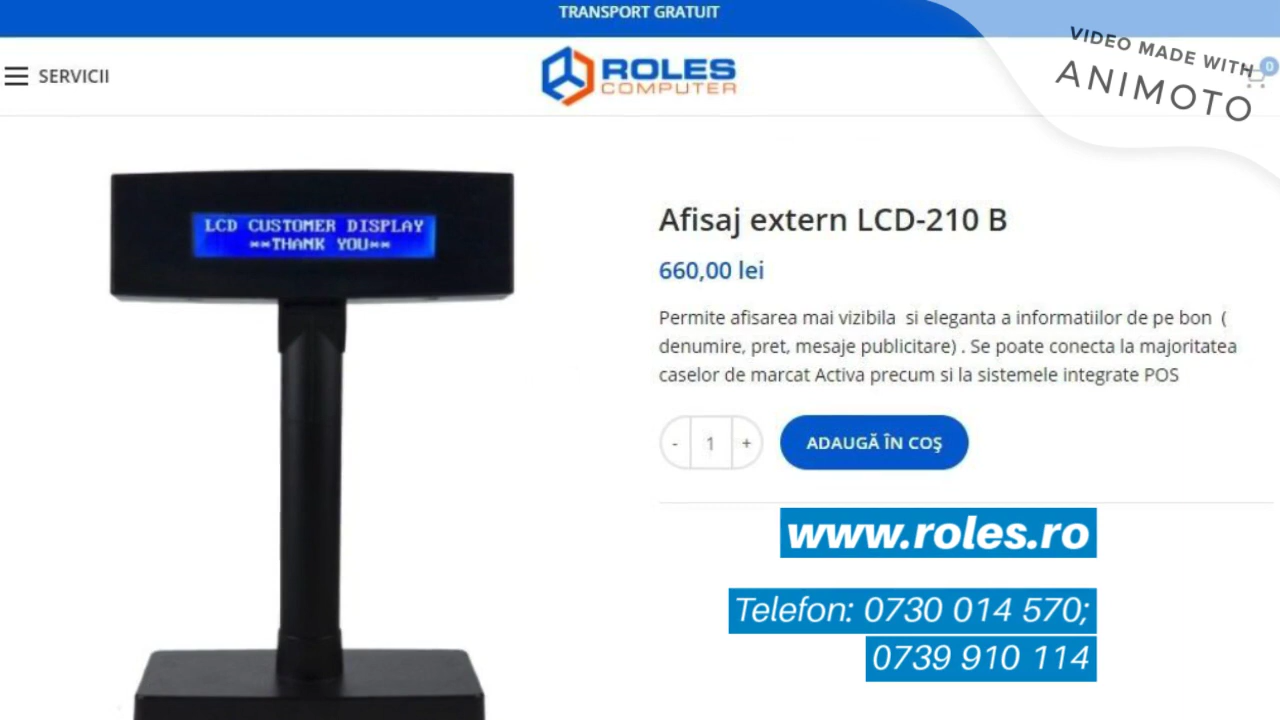 TRANSPORT GRATUIT
SERVICII
ROLES
COMPUTER
VIDEO MADE WITH
ANIMOTO
0
LCD CUSTOMER DISPLAY
**THANK YOU**
Afisaj extern LCD-210 B
660,00 lei
Permite afisarea mai vizibila si eleganta a informatiilor de pe bon (
denumire, pret, mesaje publicitare) . Se poate conecta la majoritatea
caselor de marcat Activa precum si la sistemele integrate POS
- 1 +
ADAUGĂ ÎN COŞ
www.roles.ro
Telefon: 0730 014 570;
0739 910 114